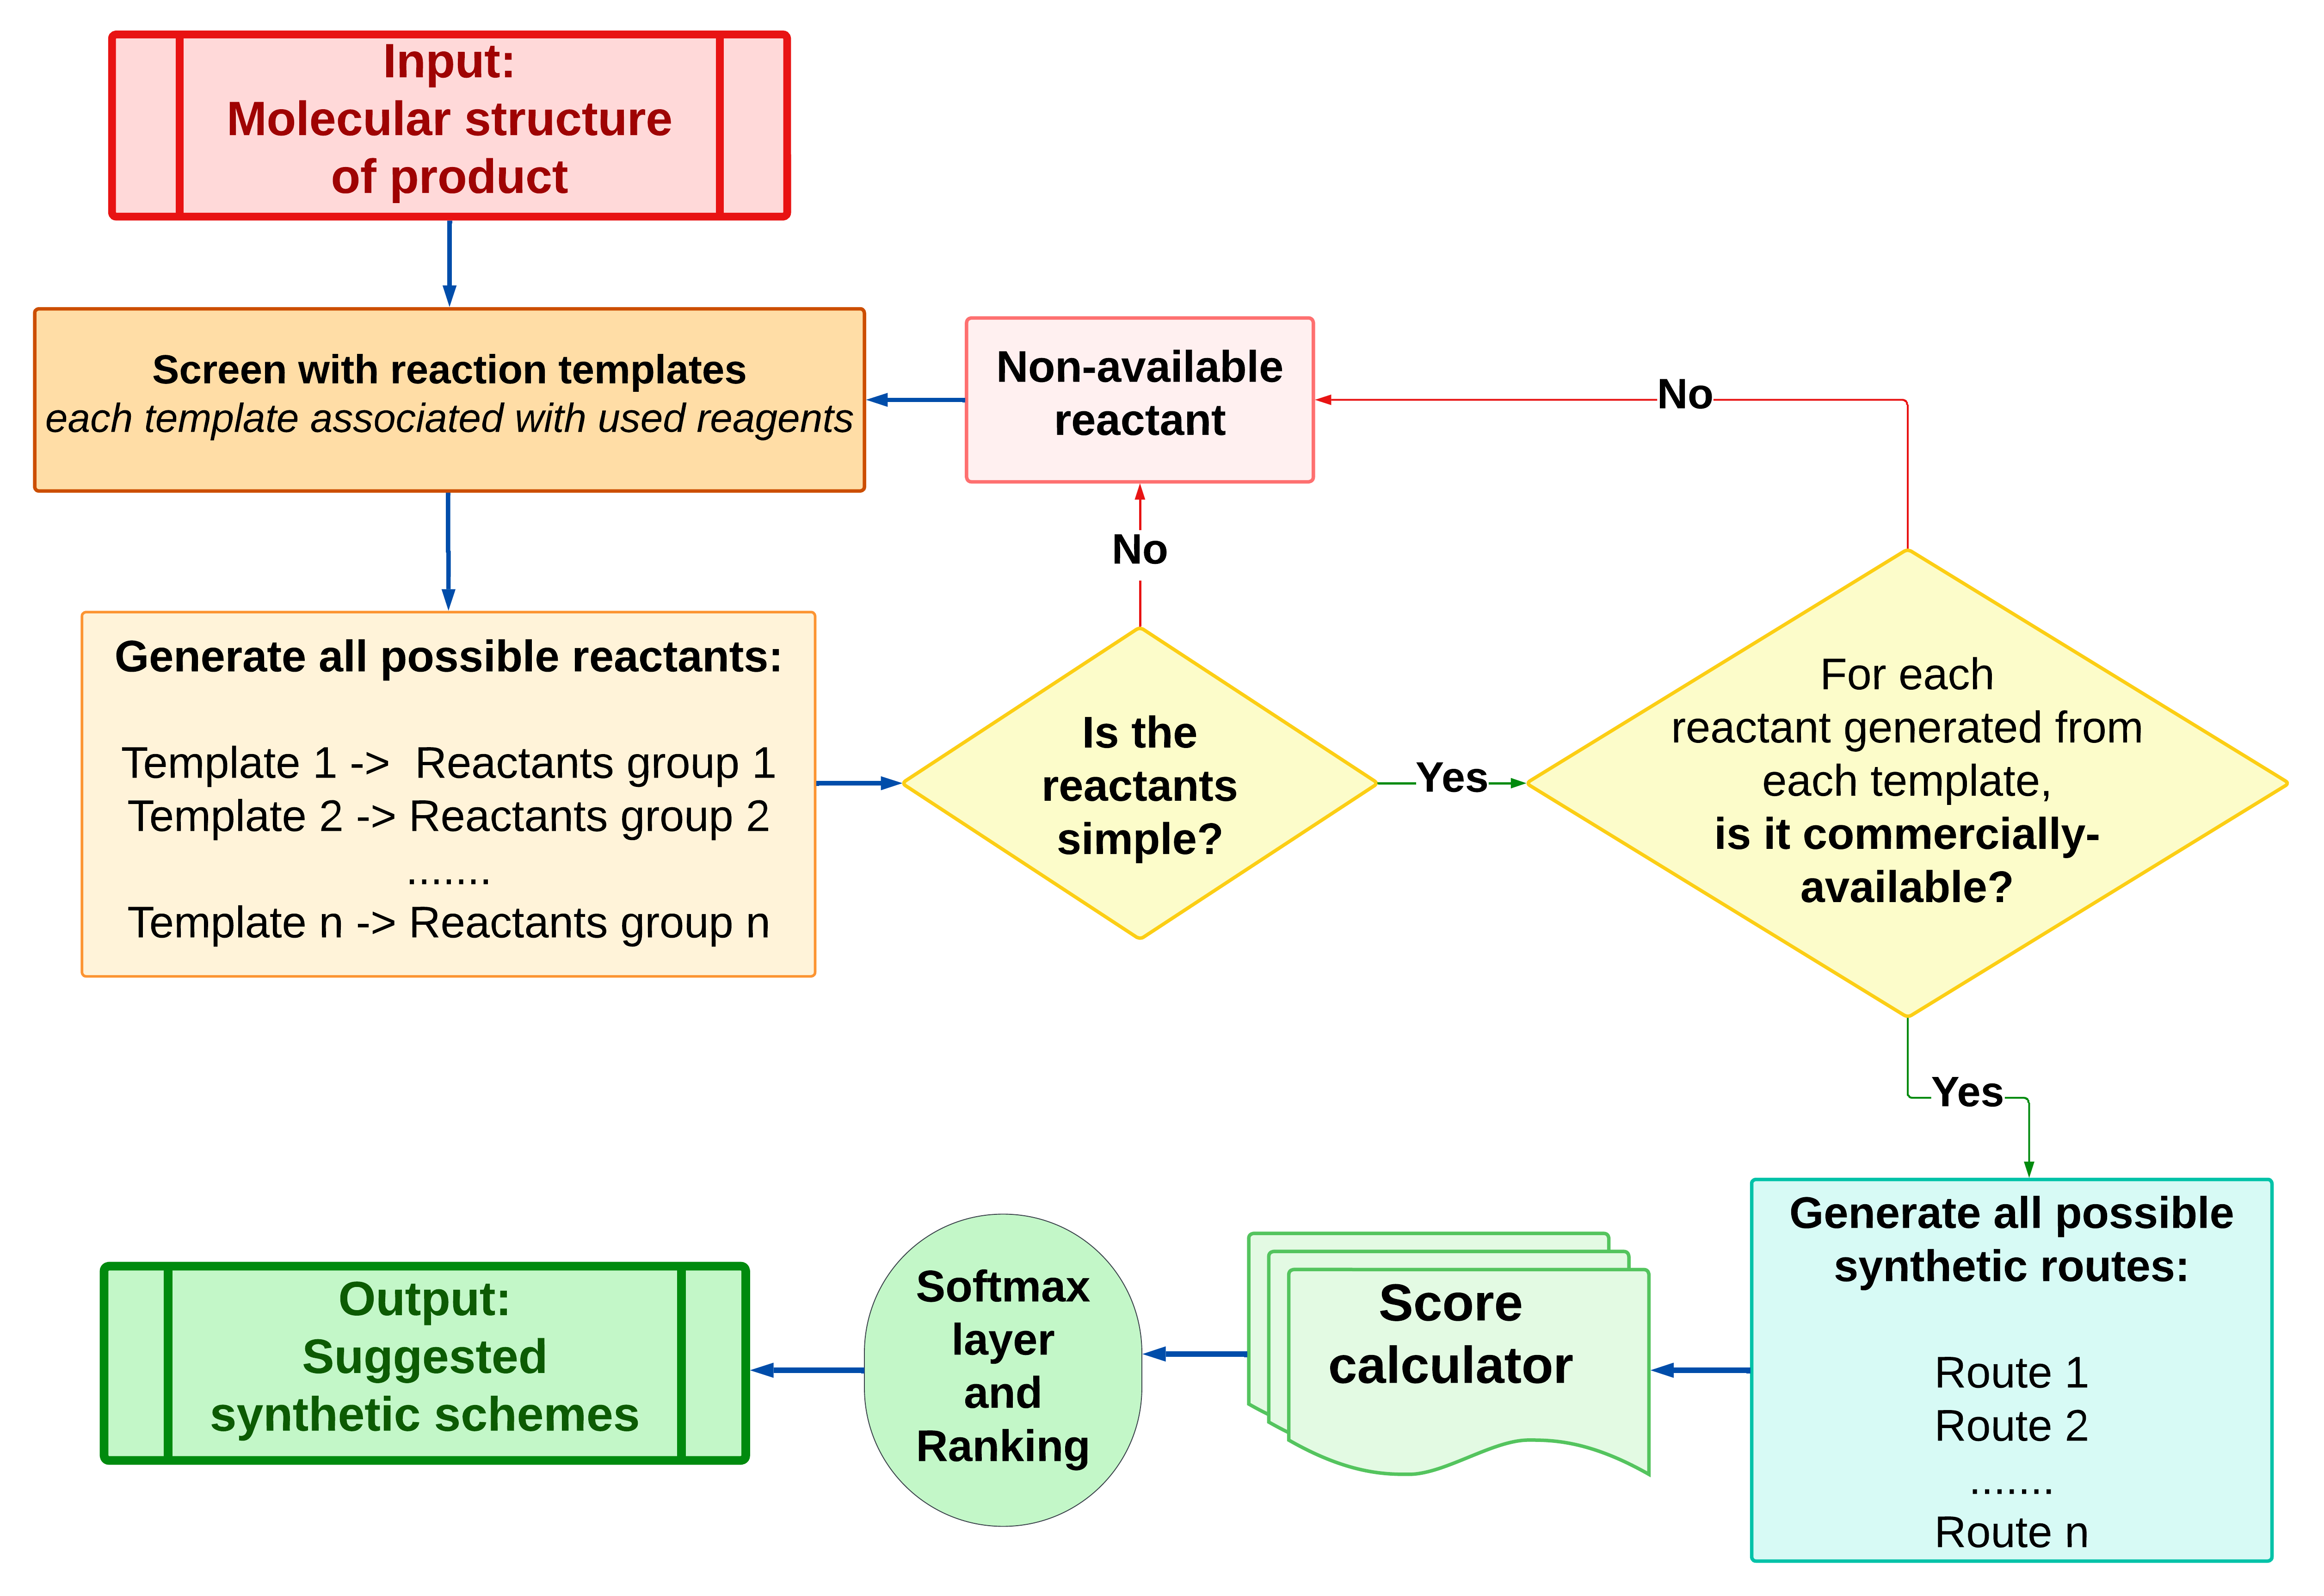 Input:
Molecular structure
of product
Screen with reaction templates
each template associated with used reagents
Non-available
reactant
No
No
Generate all possible reactants:
Template 1 -> Reactants group 1
Template 2 -> Reactants group 2
.......
Template n -> Reactants group n
Is the
reactants
simple?
Yes
For each
reactant generated from
each template,
is it commercially-
available?
Yes
Generate all possible
synthetic routes:
Route 1
Route 2
.......
Route n
Score
calculator
Softmax
layer
and
Ranking
Output:
Suggested
synthetic schemes